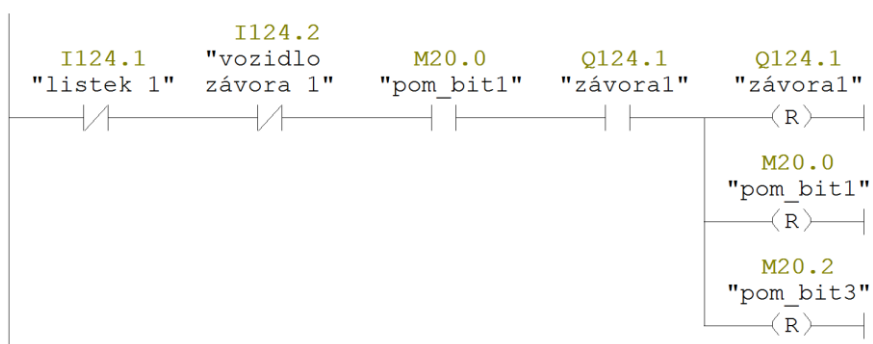 I124.2
I124.1 "vozidlo M20.0 Q124.1 Q124.1
"listek 1" závora 1" "pom_bit1" "závora1" "závora1"
R
M20.0
"pom_bit1"
R
M20.2
"pom_bit3"
R